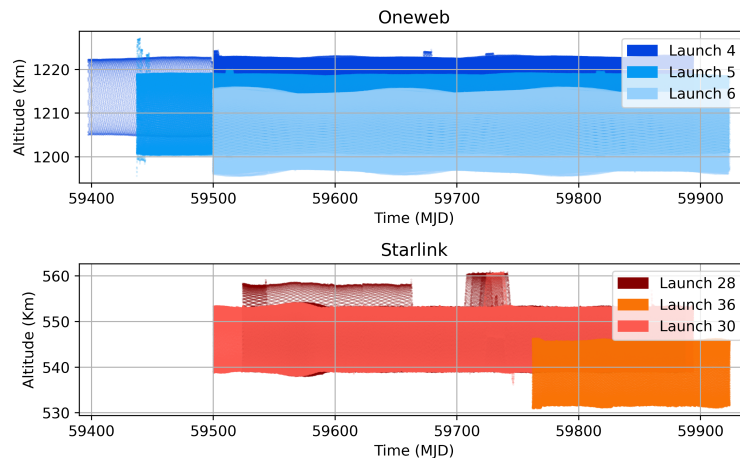 Oneweb
Altitude (Km)
1220
1210
1200
Launch 4
Launch 5
Launch 6
59400 59500 59600 59700 59800 59900
Time (MJD)
Starlink
Altitude (Km)
560
550
540
530
Launch 28
Launch 36
Launch 30
59400 59500 59600 59700 59800 59900
Time (MJD)